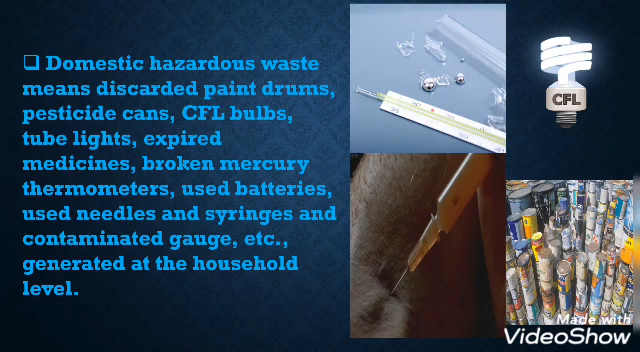 ❑ Domestic hazardous waste
means discarded paint drums,
pesticide cans, CFL bulbs,
tube lights, expired
medicines, broken mercury
thermometers, used batteries,
used needles and syringes and
contaminated gauge, etc.,
generated at the household
level.
CFL
Made with
VideoShow